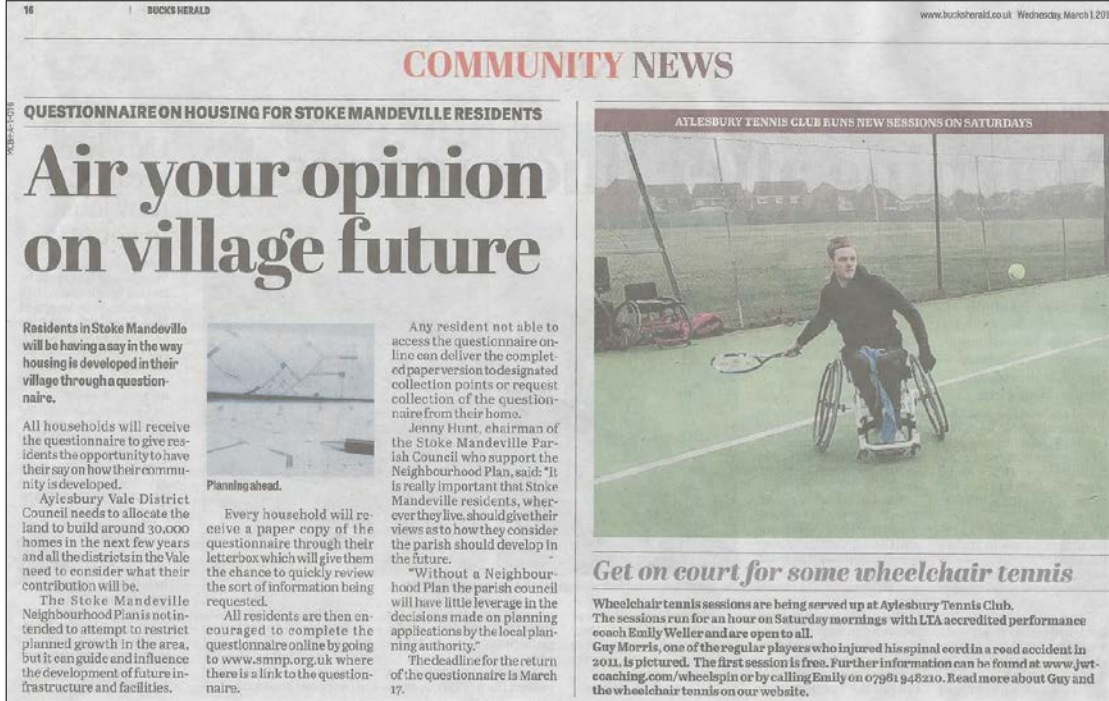 16
BUCKS HERALD
www.bucksherald.co.uk Wednesday, March 1, 201
COMMUNITY NEWS
QUESTIONNAIRE ON HOUSING FOR STOKE MANDEVILLE RESIDENTS
Air your opinion
on village future
Residents in Stoke Mandeville
will be having a say in the way
housing is developed in their
village through a question-
naire.
All households will receive
the questionnaire to give res-
idents the opportunity to have
their say on how their commu-
nity is developed.
Aylesbury Vale District
Council needs to allocate the
land to build around 30,000
homes in the next few years
and all the districts in the Vale
need to consider what their
contribution will be.
The Stoke Mandeville
Neighbourhood Plan is not in-
tended to attempt to restrict
planned growth in the area,
but it can guide and influence
the development of future in-
frastructure and facilities.
Planning ahead.
Every household will re-
ceive a paper copy of the
questionnaire through their
letterbox which will give them
the chance to quickly review
the sort of information being
requested.
All residents are then en-
couraged to complete the
questionnaire online by going
to www.smnp.org.uk where
there is a link to the question-
naire.
Any resident not able to
access the questionnaire on-
line can deliver the complet-
ed paper version to designated
collection points or request
collection of the question-
naire from their home.
Jenny Hunt, chairman of
the Stoke Mandeville Par-
ish Council who support the
Neighbourhood Plan, said: "It
is really important that Stoke
Mandeville residents, wher-
ever they live, should give their
views as to how they consider
the parish should develop in
the future.
"Without a Neighbour-
hood Plan the parish council
will have little leverage in the
decisions made on planning
applications by the local plan-
ning authority."
The deadline for the return
of the questionnaire is March
17.
AYLESBURY TENNIS CLUB RUNS NEW SESSIONS ON SATURDAYS
Get on court for some wheelchair tennis
Wheelchair tennis sessions are being served up at Aylesbury Tennis Club.
The sessions run for an hour on Saturday mornings with LTA accredited performance
coach Emily Weller and are open to all.
Guy Morris, one of the regular players who injured his spinal cord in a road accident in
2011, is pictured. The first session is free. Further information can be found at www.jwt-
coaching.com/wheelspin or by calling Emily on 07981 948210. Read more about Guy and
the wheelchair tennis on our website.